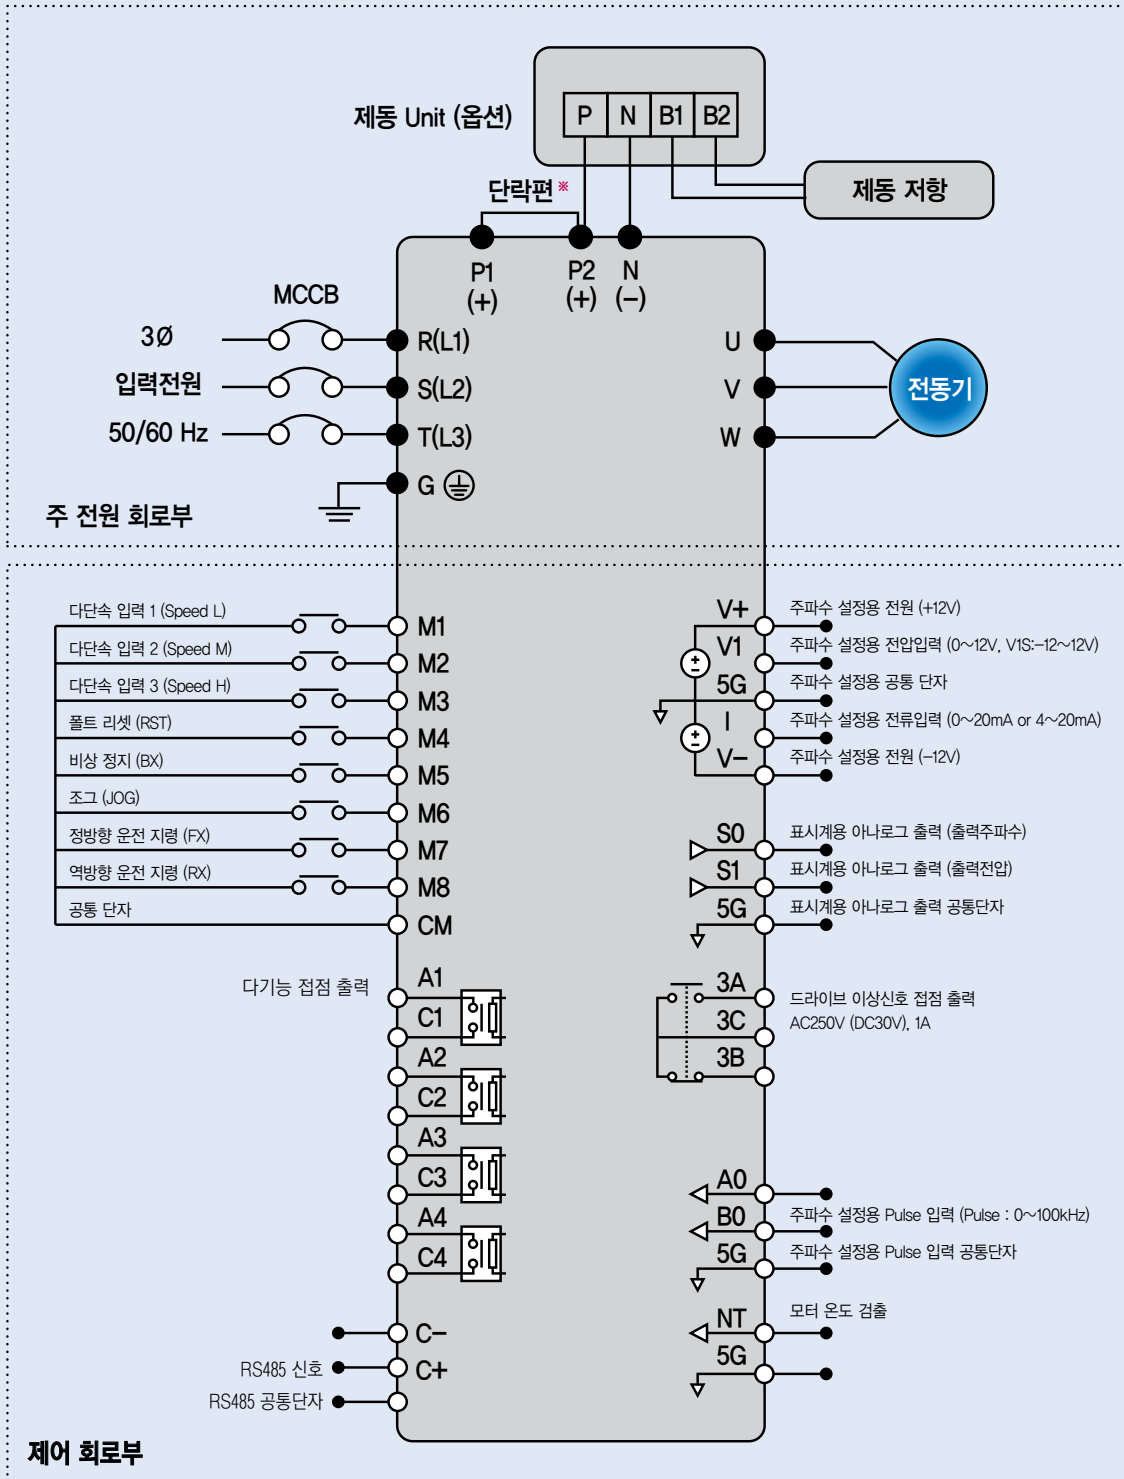 제동 Unit (옵션)
P N B1 B2
제동 저항
단락편 ※
P1 P2 N
(+) (+) (−)
MCCB
3Ø
입력전원
50/60 Hz
R(L1)
S(L2)
T(L3)
G
U
V
W
전동기
주 전원 회로부
다단속 입력 1 (Speed L)
다단속 입력 2 (Speed M)
다단속 입력 3 (Speed H)
폴트 리셋 (RST)
비상 정지 (BX)
조그 (JOG)
정방향 운전 지령 (FX)
역방향 운전 지령 (RX)
공통 단자
M1
M2
M3
M4
M5
M6
M7
M8
CM
다기능 접점 출력
A1
C1
A2
C2
A3
C3
A4
C4
C−
C+
RS485 신호
RS485 공통단자
V+ 주파수 설정용 전원 (+12V)
V1 주파수 설정용 전압입력 (0~12V, V1S:−12~12V)
5G 주파수 설정용 공통 단자
I 주파수 설정용 전류입력 (0~20mA or 4~20mA)
V− 주파수 설정용 전원 (−12V)
S0 표시계용 아나로그 출력 (출력주파수)
S1 표시계용 아나로그 출력 (출력전압)
5G 표시계용 아나로그 출력 공통단자
3A 드라이브 이상신호 접점 출력
3C AC250V (DC30V), 1A
3B
A0
B0 주파수 설정용 Pulse 입력 (Pulse : 0~100kHz)
5G 주파수 설정용 Pulse 입력 공통단자
NT 모터 온도 검출
5G
제어 회로부